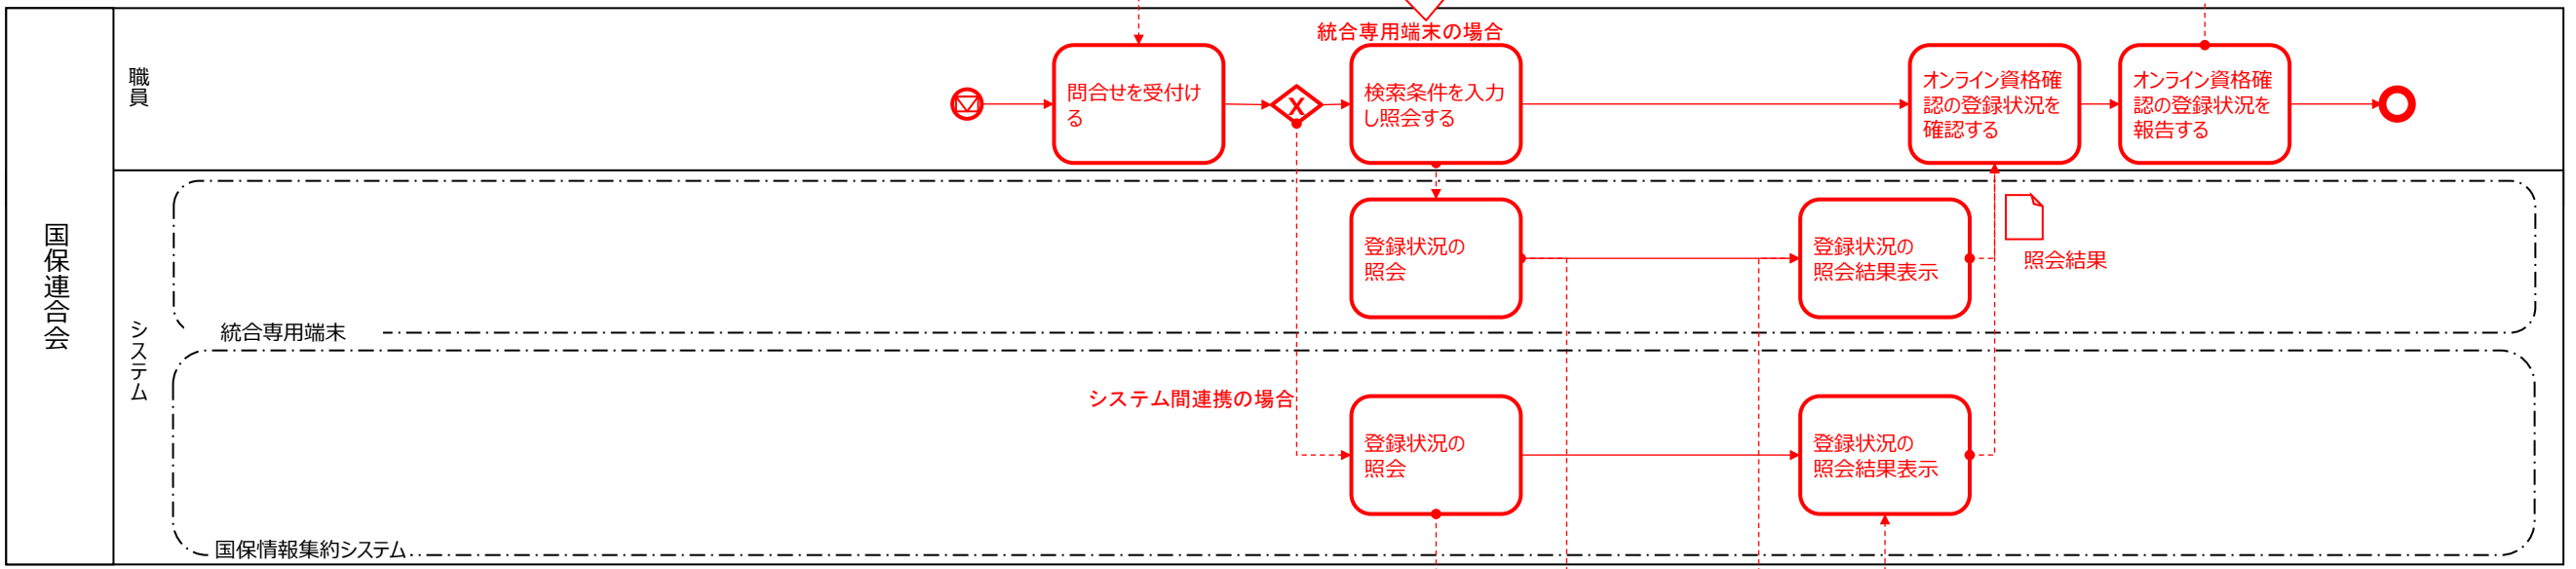 統合専用端末の場合
職員
問合せを受付け
る
X
検索条件を入力
し照会する
オンライン資格確
認の登録状況を
確認する
オンライン資格確
認の登録状況を
報告する
国保連合会
システム
登録状況の
照会
登録状況の
照会結果表示
照会結果
統合専用端末
システム間連携の場合
登録状況の
照会
登録状況の
照会結果表示
国保情報集約システム